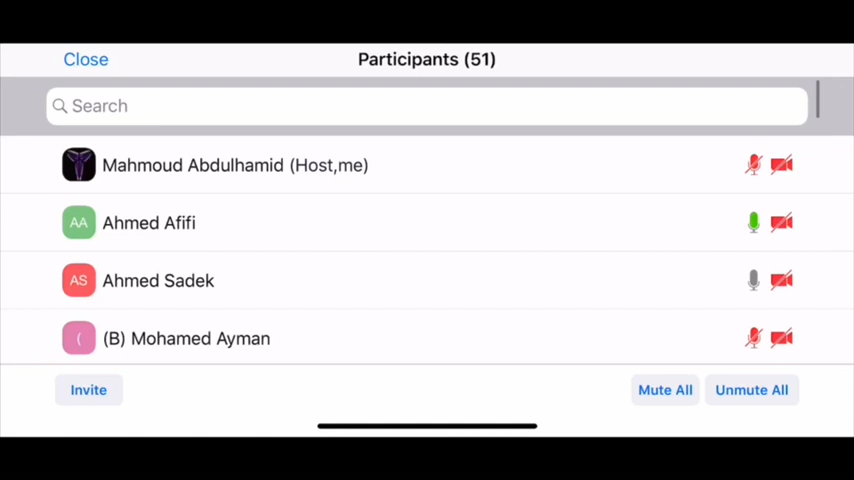 Close
Participants (51)
Search
Mahmoud Abdulhamid (Host,me)
AA Ahmed Afifi
AS Ahmed Sadek
( (B) Mohamed Ayman
Invite
Mute All
Unmute All